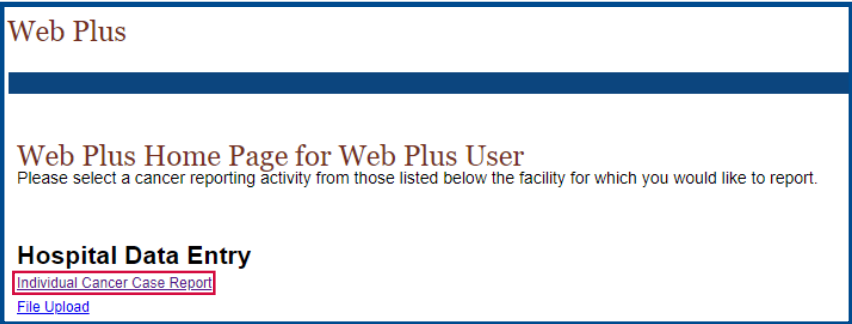 Web Plus
Web Plus Home Page for Web Plus User
Please select a cancer reporting activity from those listed below the facility for which you would like to report.
Hospital Data Entry
Individual Cancer Case Report
File Upload